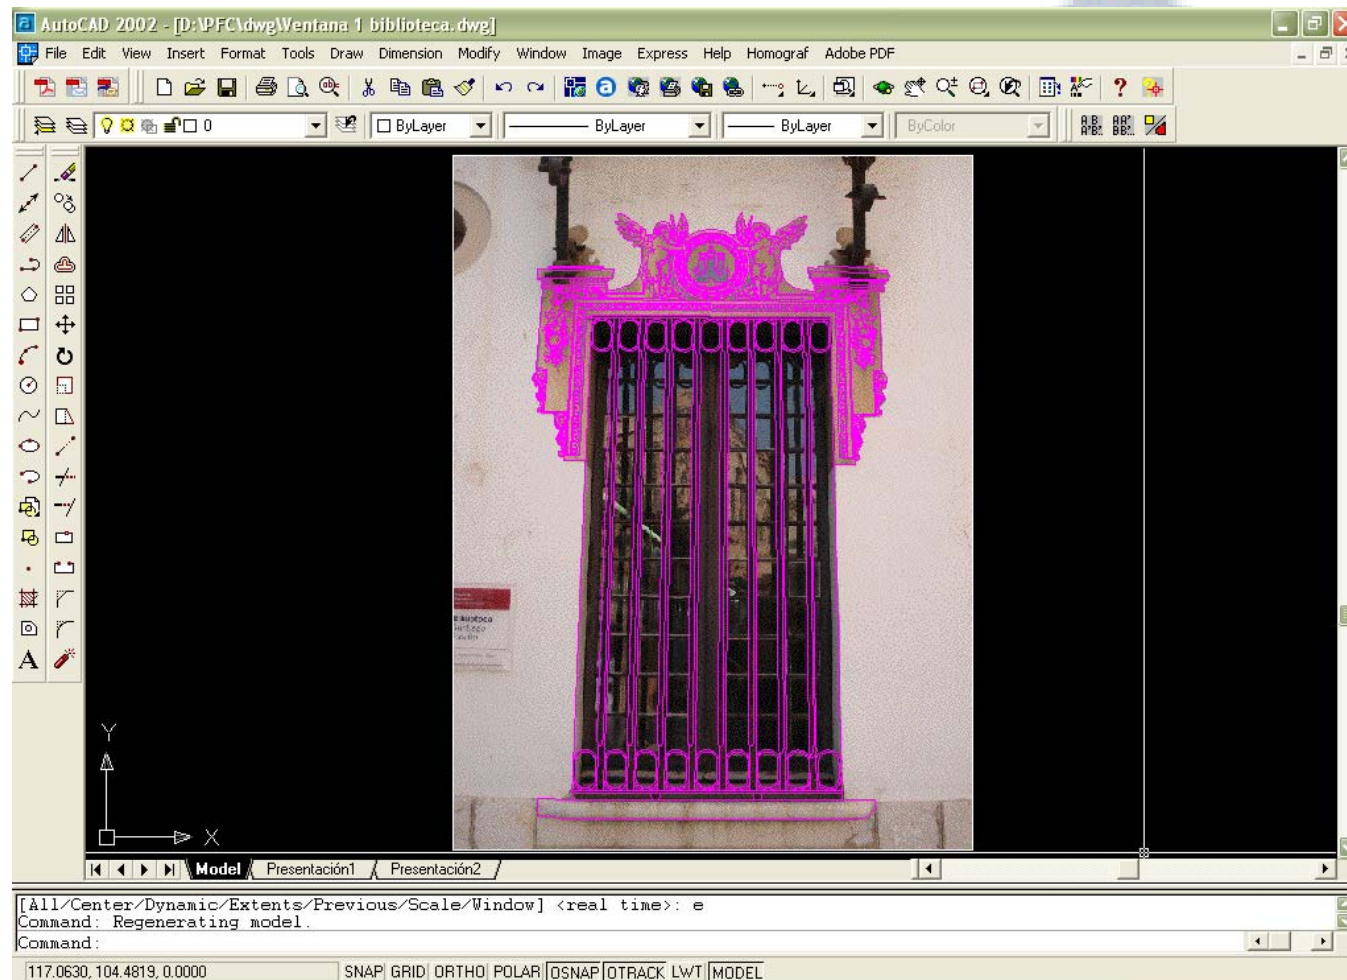 AutoCAD 2002 - [D:\PFC\dwg\Ventana 1 biblioteca.dwg]
File Edit View Insert Format Tools Draw Dimension Modify Window Image Express Help Homograf Adobe PDF
0 ByLayer ByLayer ByLayer ByColor
Y
X
Model Presentación1 Presentación2
[All/Center/Dynamic/Extents/Previous/Scale/Window] <real time>: e
Command: Regenerating model.
Command:
117.0630, 104.4819, 0.0000 SNAP GRID ORTHO POLAR OSNAP OTRACK LWT MODEL